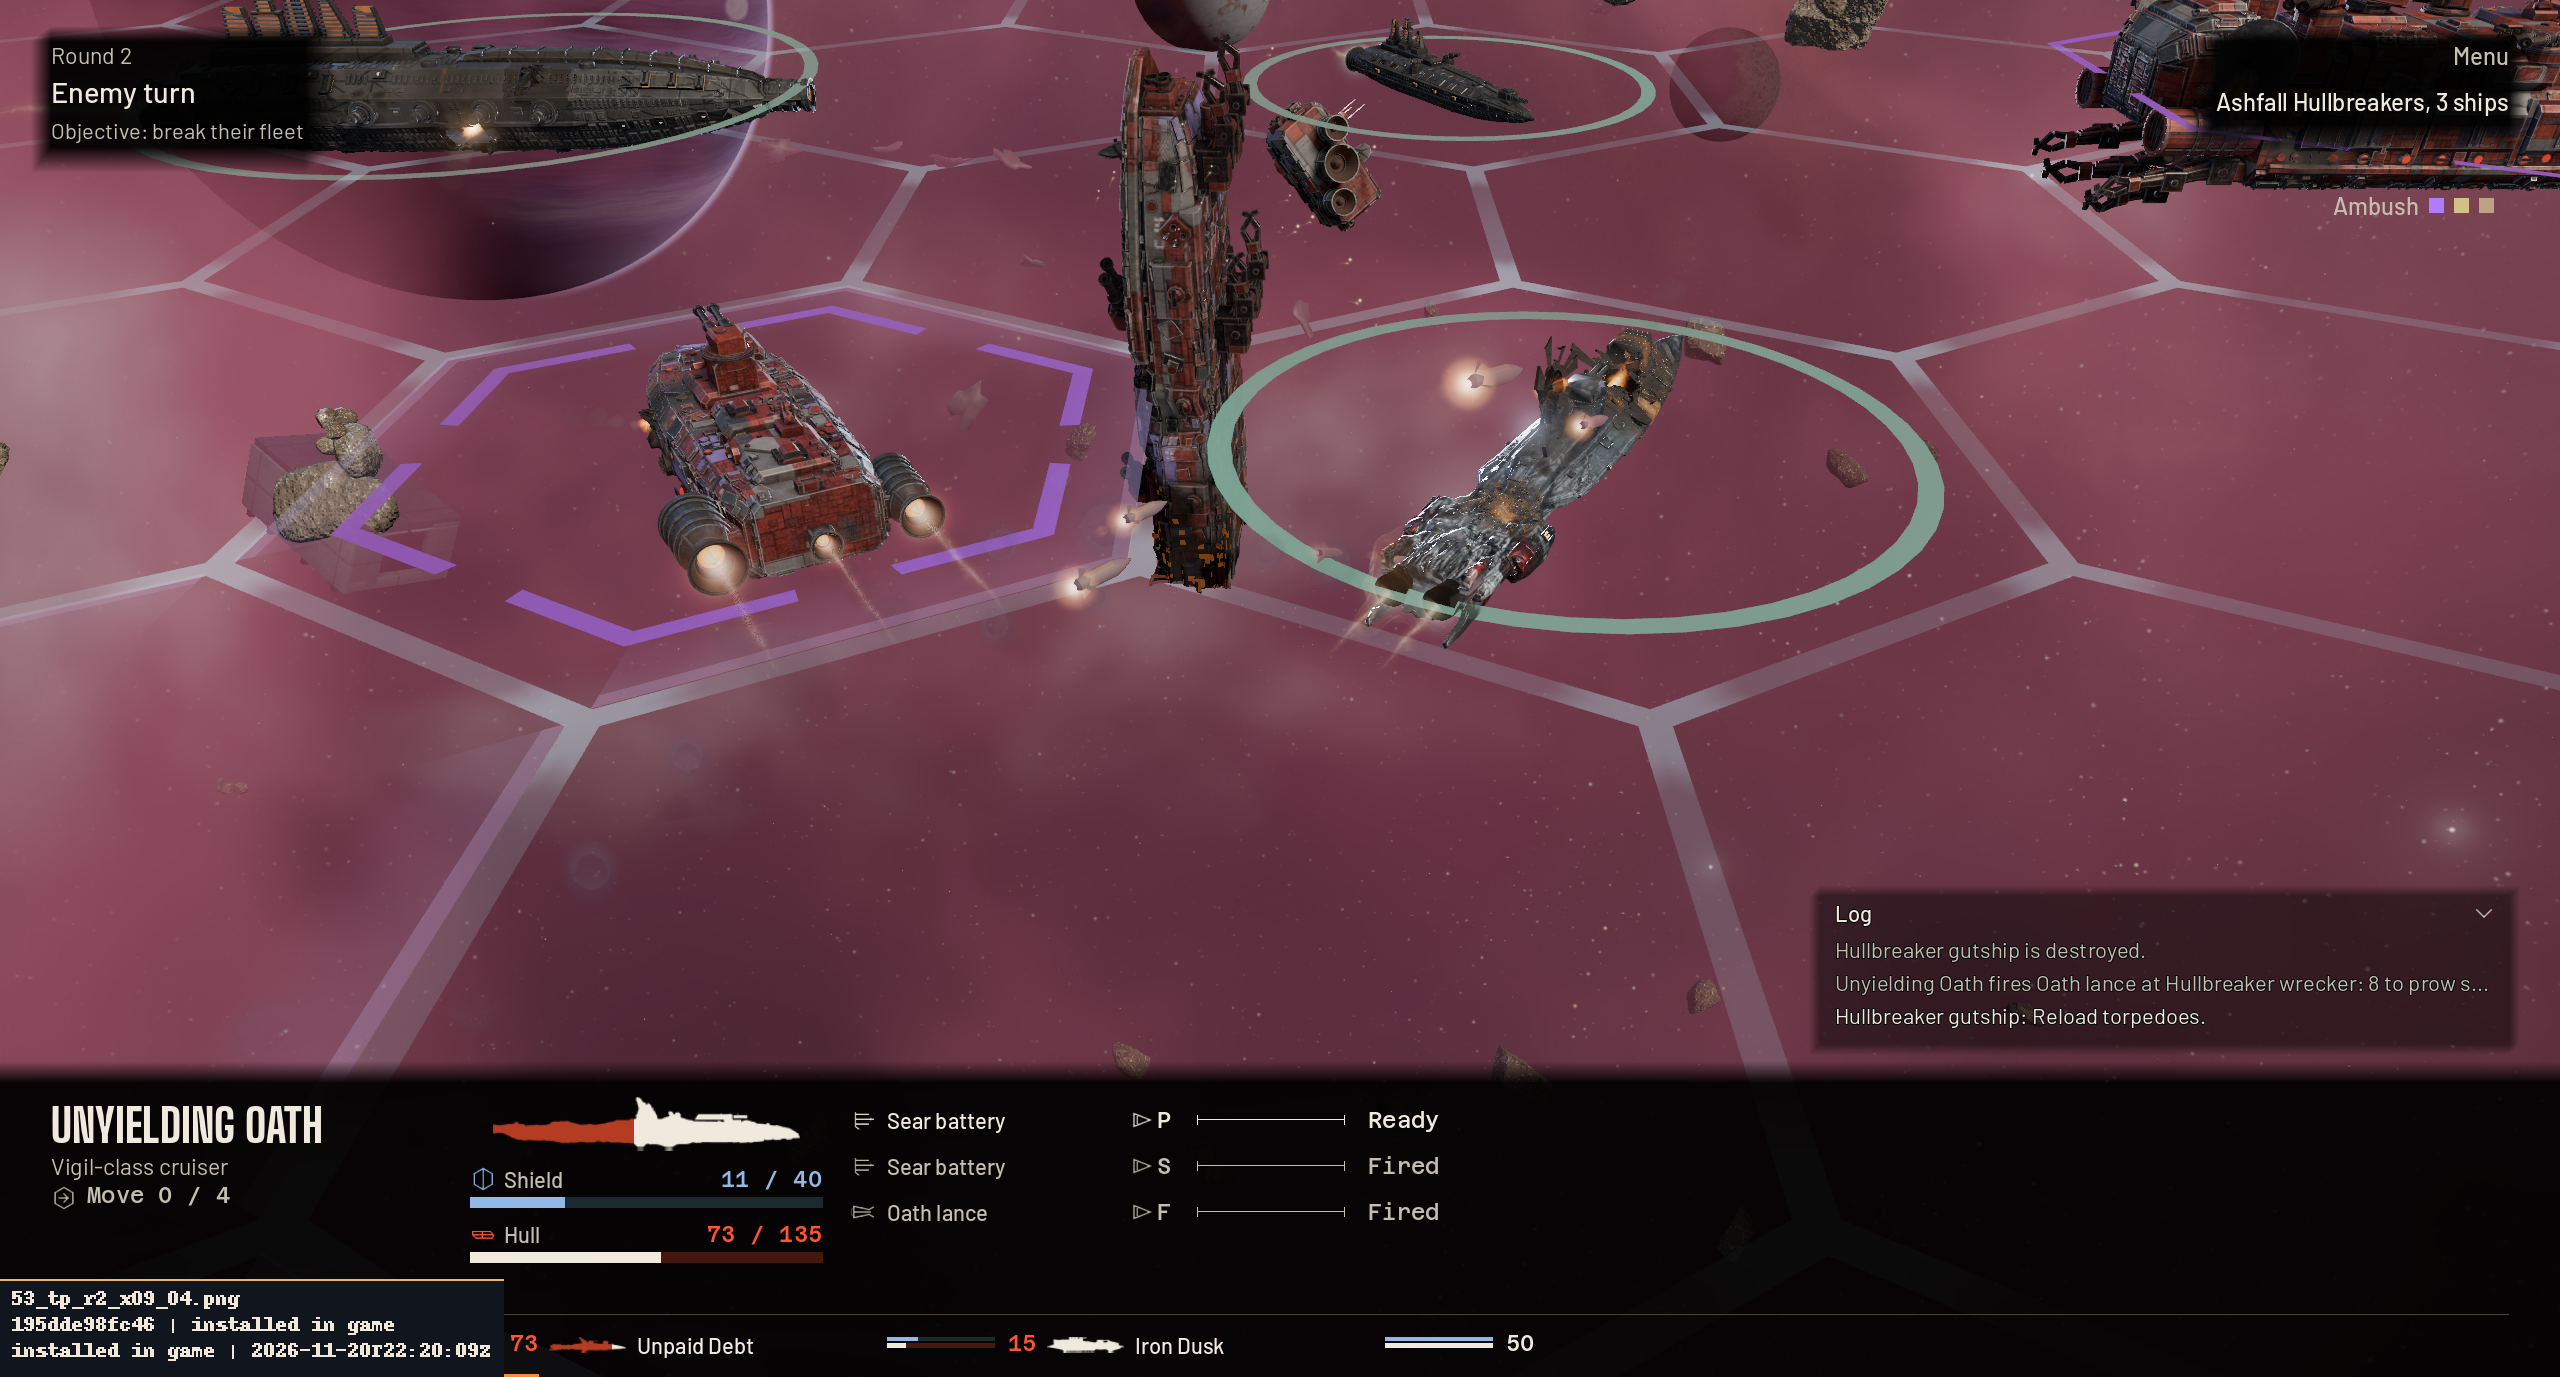 Round 2
Enemy turn
Objective: break their fleet
Menu
Ashfall Hullbreakers, 3 ships
Ambush
Log
Hullbreaker gutship is destroyed.
Unyielding Oath fires Oath lance at Hullbreaker wrecker: 8 to prow s...
Hullbreaker gutship: Reload torpedoes.
UNYIELDING OATH
Vigil-class cruiser
Move 0 / 4
Shield 11 / 40
Hull 73 / 135
Sear battery P Ready
Sear battery S Fired
Oath lance F Fired
53_tp_r2_x09_04.png
195dde98fc46 | installed in game
installed in game | 2026-11-20T22:20:09Z
73 Unpaid Debt 15 Iron Dusk 50